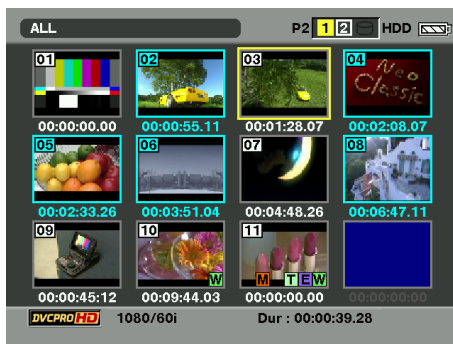 ALL P2 1 2 HDD
01 02 03 04
Neo
Classic
00:00:00.00 00:00:55.11 00:01:28.07 00:02:08.07
05 06 07 08
00:02:33.26 00:03:51.04 00:04:48.26 00:06:47.11
09 10 11
W M T E W
00:00:45:12 00:09:44.03 00:00:00.00 00:00:00:00
DVCPRO HD 1080/60i Dur : 00:00:39.28